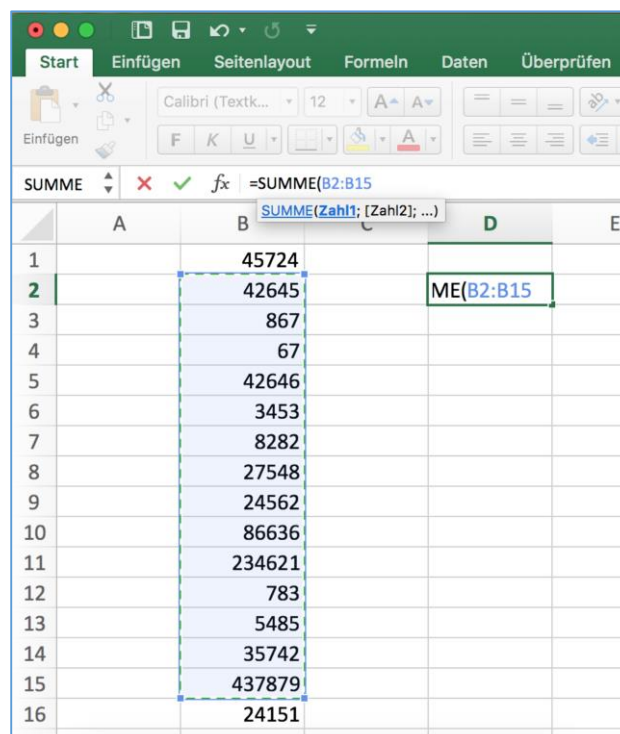 Start Einfügen Seitenlayout Formeln Daten Überprüfen
Calibri (Textk... 12 A A
Einfügen F K U A
SUMME fx =SUMME(B2:B15
SUMME(Zahl1; [Zahl2]; ...)
A B C D E
1 45724
2 42645 ME(B2:B15
3 867
4 67
5 42646
6 3453
7 8282
8 27548
9 24562
10 86636
11 234621
12 783
13 5485
14 35742
15 437879
16 24151